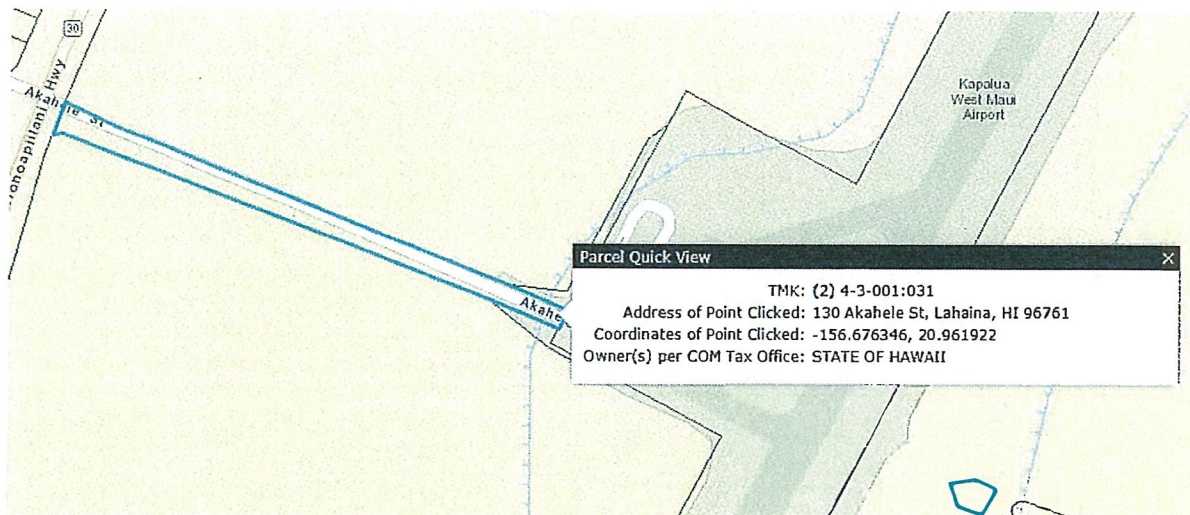 30
Akahele St
Honoapiilani Hwy
Kapalua
West Maui
Airport
Akahe
Parcel Quick View
TMK: (2) 4-3-001:031
Address of Point Clicked: 130 Akahele St, Lahaina, HI 96761
Coordinates of Point Clicked: -156.676346, 20.961922
Owner(s) per COM Tax Office: STATE OF HAWAII